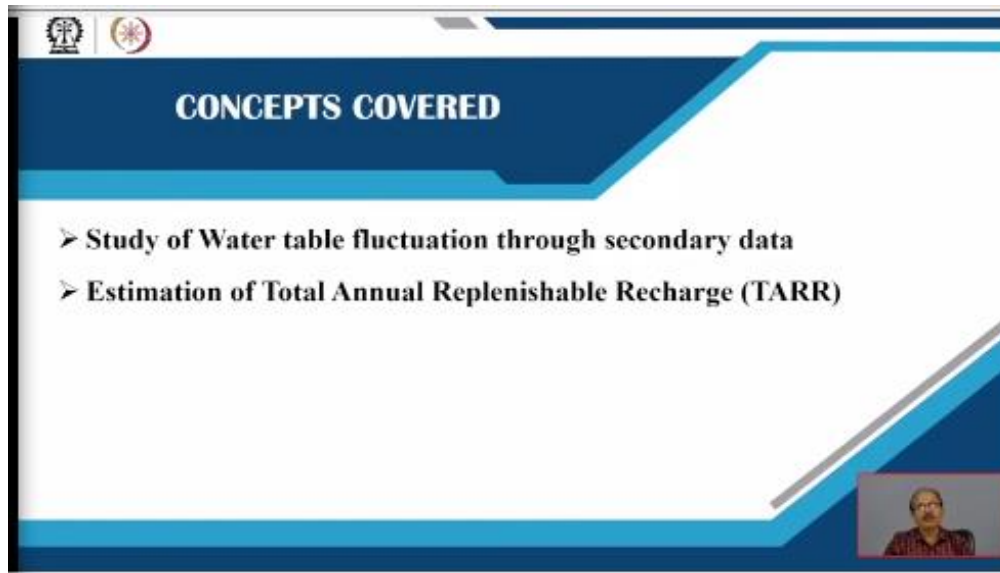 CONCEPTS COVERED
➢ Study of Water table fluctuation through secondary data
➢ Estimation of Total Annual Replenishable Recharge (TARR)